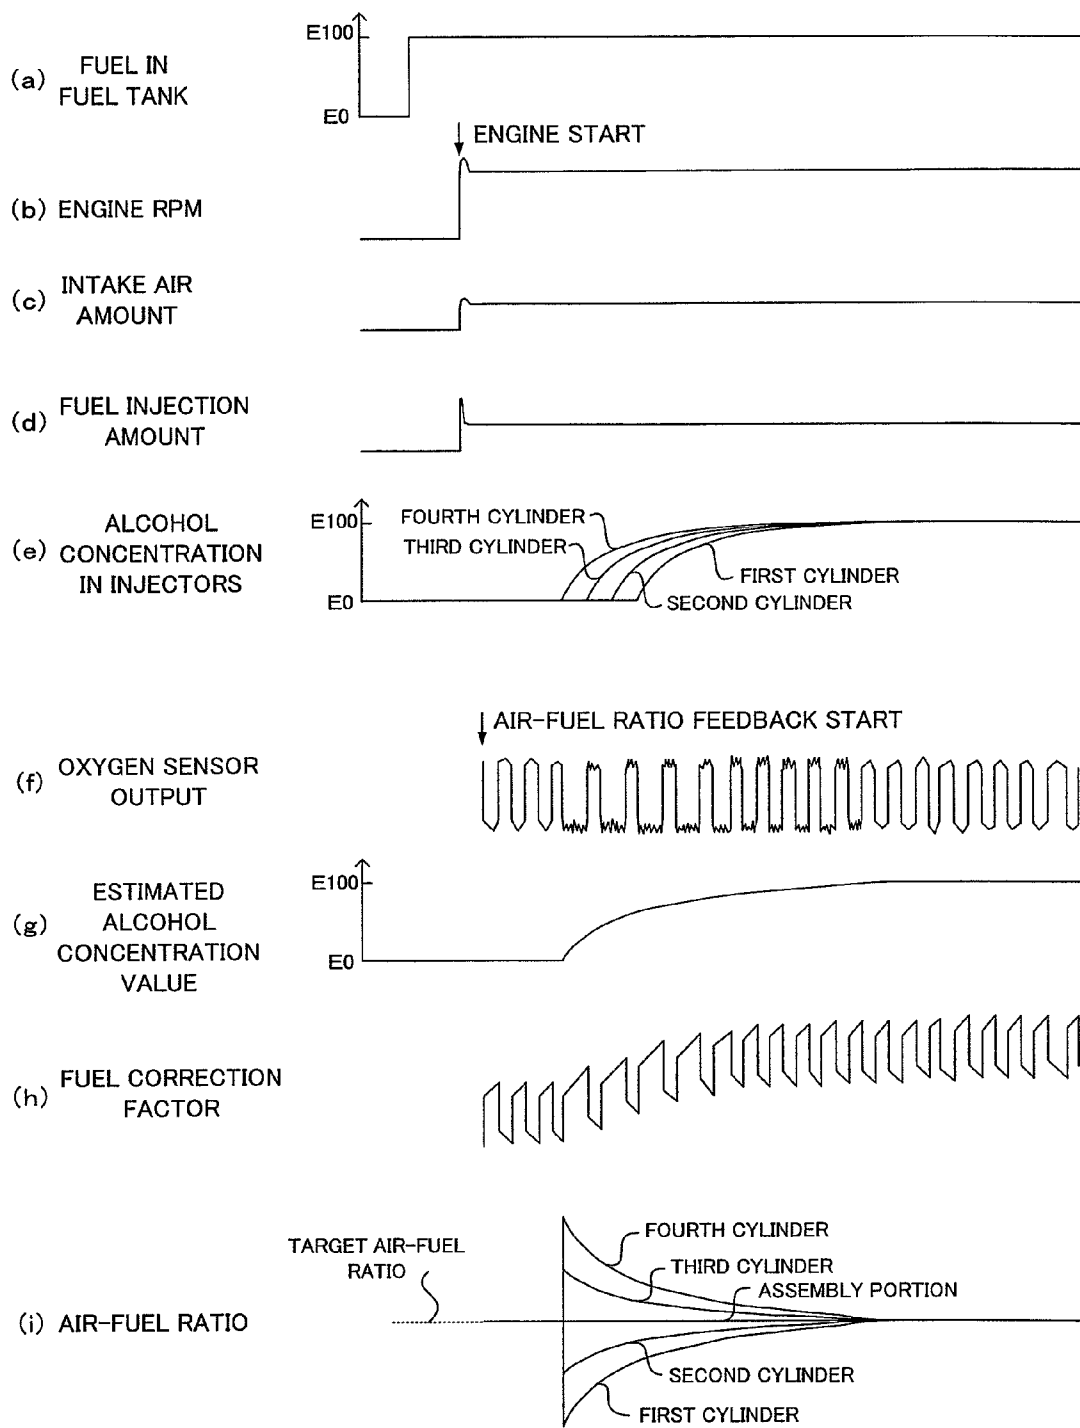 E100
(a) FUEL IN
FUEL TANK
E0
ENGINE START
(b) ENGINE RPM
(c) INTAKE AIR
AMOUNT
(d) FUEL INJECTION
AMOUNT
(e) ALCOHOL
CONCENTRATION
IN INJECTORS
E100
FOURTH CYLINDER
THIRD CYLINDER
FIRST CYLINDER
SECOND CYLINDER
E0
AIR-FUEL RATIO FEEDBACK START
(f) OXYGEN SENSOR
OUTPUT
E100
(g) ESTIMATED
ALCOHOL
CONCENTRATION
VALUE
E0
(h) FUEL CORRECTION
FACTOR
TARGET AIR-FUEL
RATIO
FOURTH CYLINDER
THIRD CYLINDER
ASSEMBLY PORTION
(i) AIR-FUEL RATIO
SECOND CYLINDER
FIRST CYLINDER